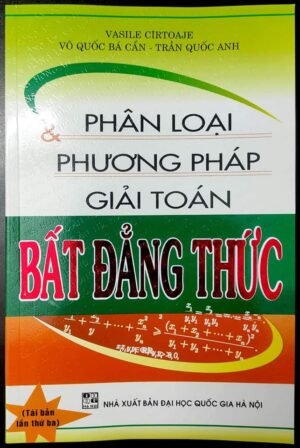 VASILE CÎRTOAJE
VÕ QUỐC BÁ CẨN - TRẦN QUỐC ANH
PHÂN LOẠI
&
PHƯƠNG PHÁP
GIẢI TOÁN
BẤT ĐẲNG THỨC
(Tái bản
lần thứ ba)
NHÀ XUẤT BẢN ĐẠI HỌC QUỐC GIA HÀ NỘI